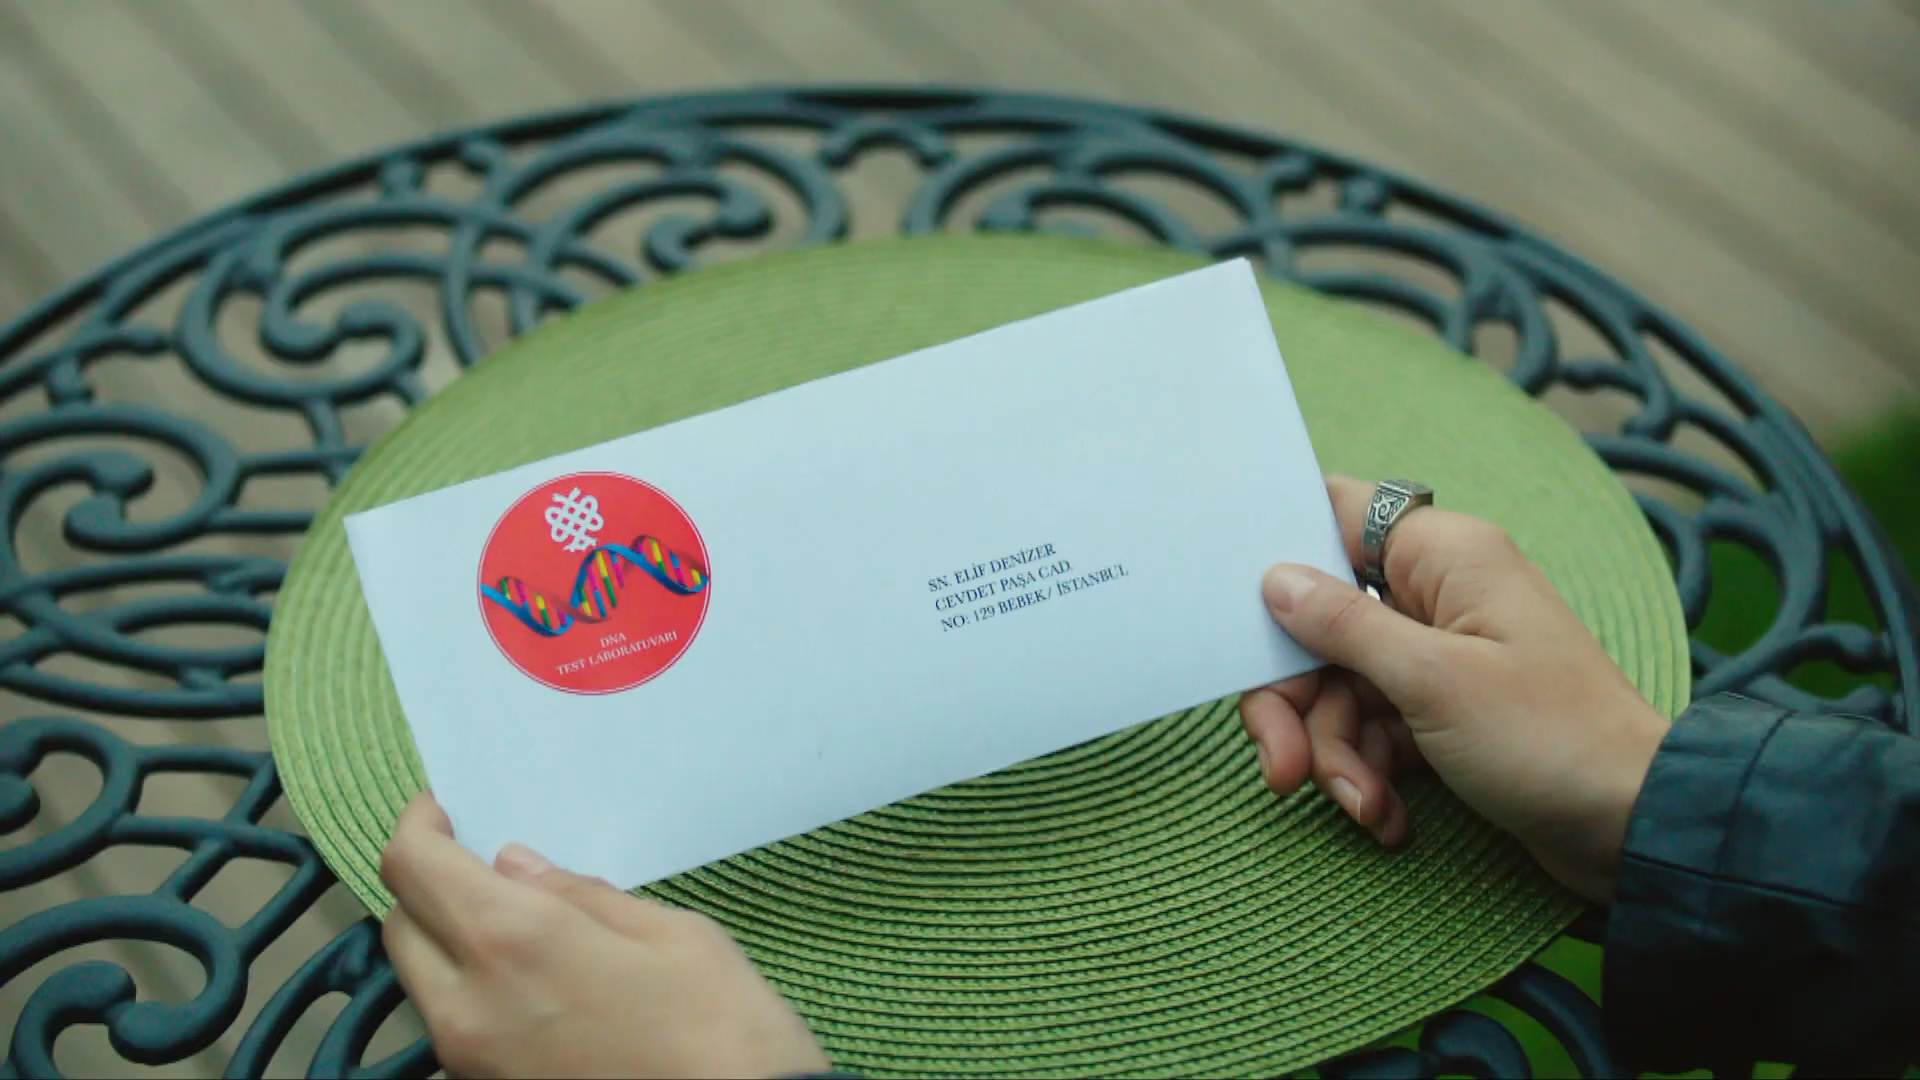 DNA
TEST LABORATUVARI
SN. ELİF DENİZER
CEVDET PAŞA CAD.
NO: 129 BEBEK/ İSTANBUL